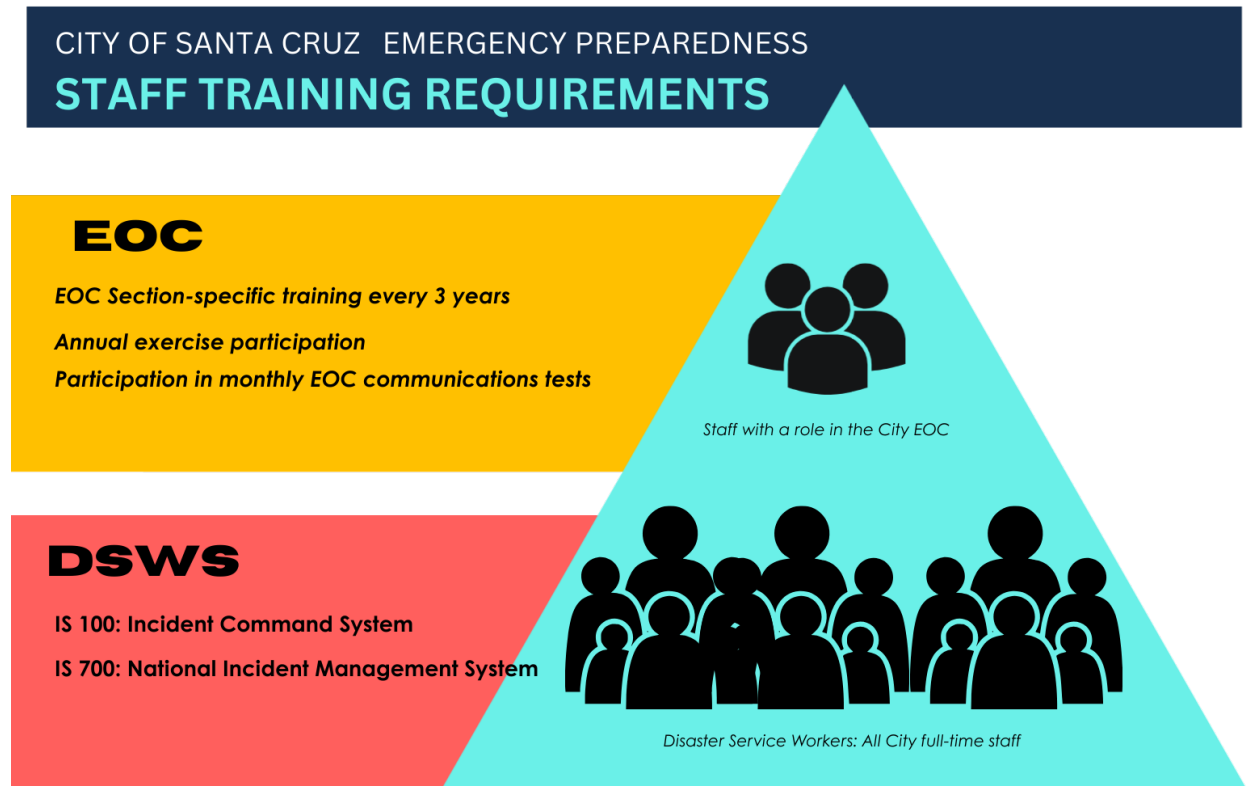 CITY OF SANTA CRUZ EMERGENCY PREPAREDNESS
STAFF TRAINING REQUIREMENTS
EOC
EOC Section-specific training every 3 years
Annual exercise participation
Participation in monthly EOC communications tests
Staff with a role in the City EOC
DSWS
IS 100: Incident Command System
IS 700: National Incident Management System
Disaster Service Workers: All City full-time staff